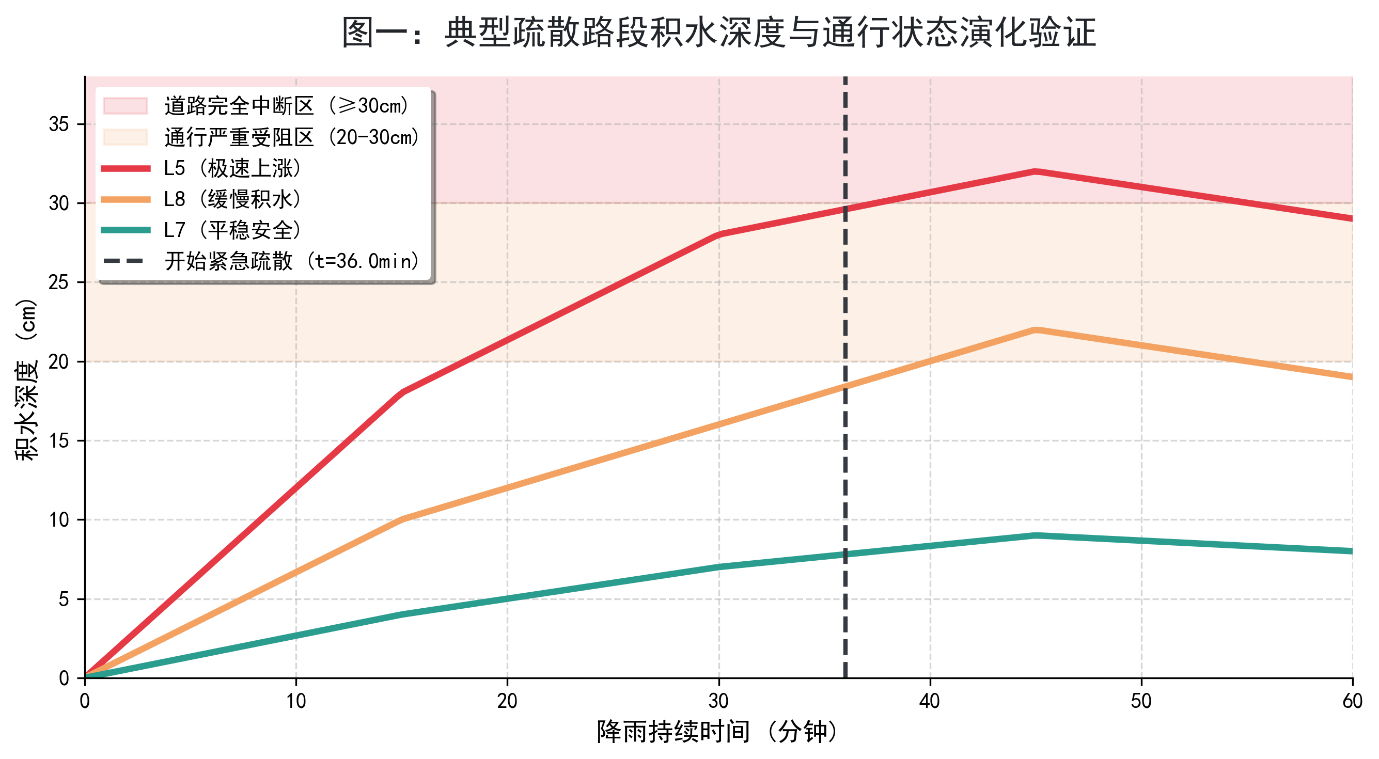 图一：典型疏散路段积水深度与通行状态演化验证
道路完全中断区 (≥30cm)
通行严重受阻区 (20-30cm)
L5 (极速上涨)
L8 (缓慢积水)
L7 (平稳安全)
开始紧急疏散 (t=36.0min)
积水深度 (cm)
35
30
25
20
15
10
5
0
0 10 20 30 40 50 60
降雨持续时间 (分钟)